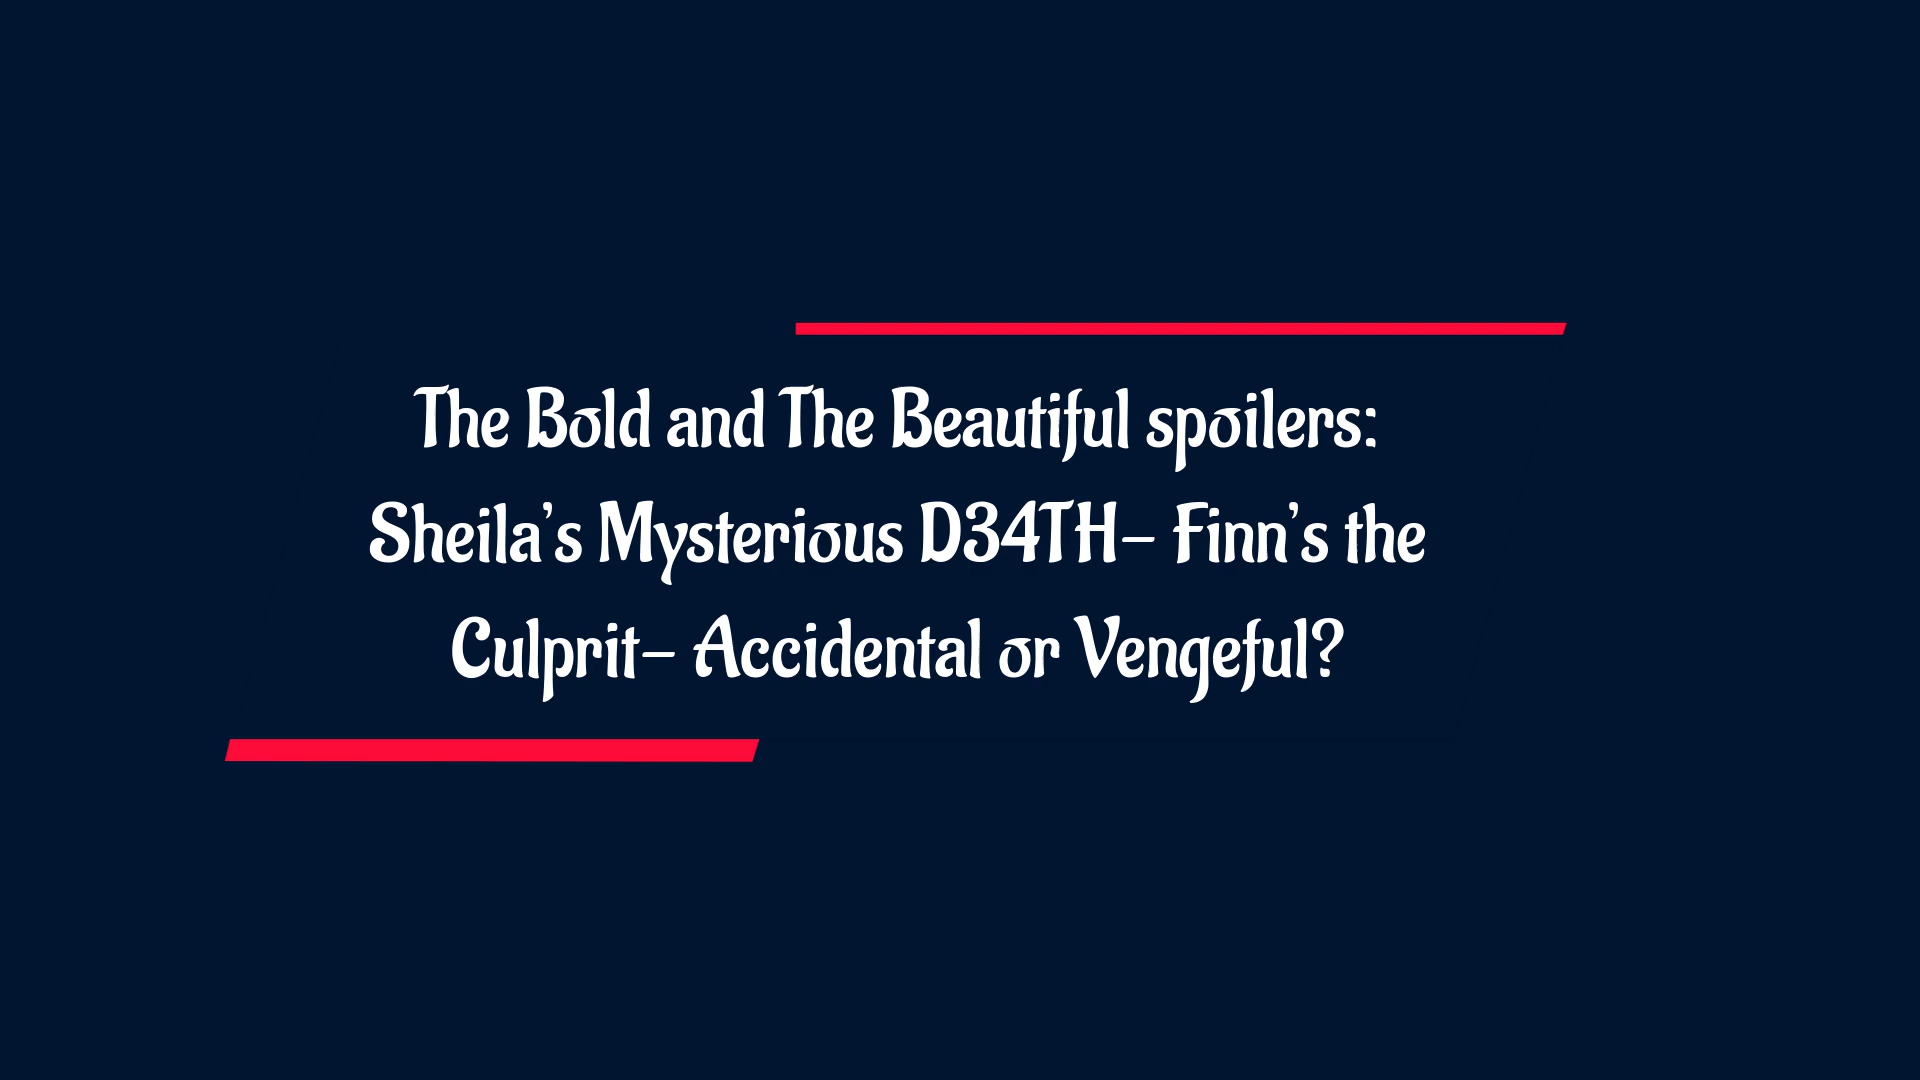 The Bold and The Beautiful spoilers:
Sheila’s Mysterious D34TH– Finn’s the
Culprit– Accidental or Vengeful?